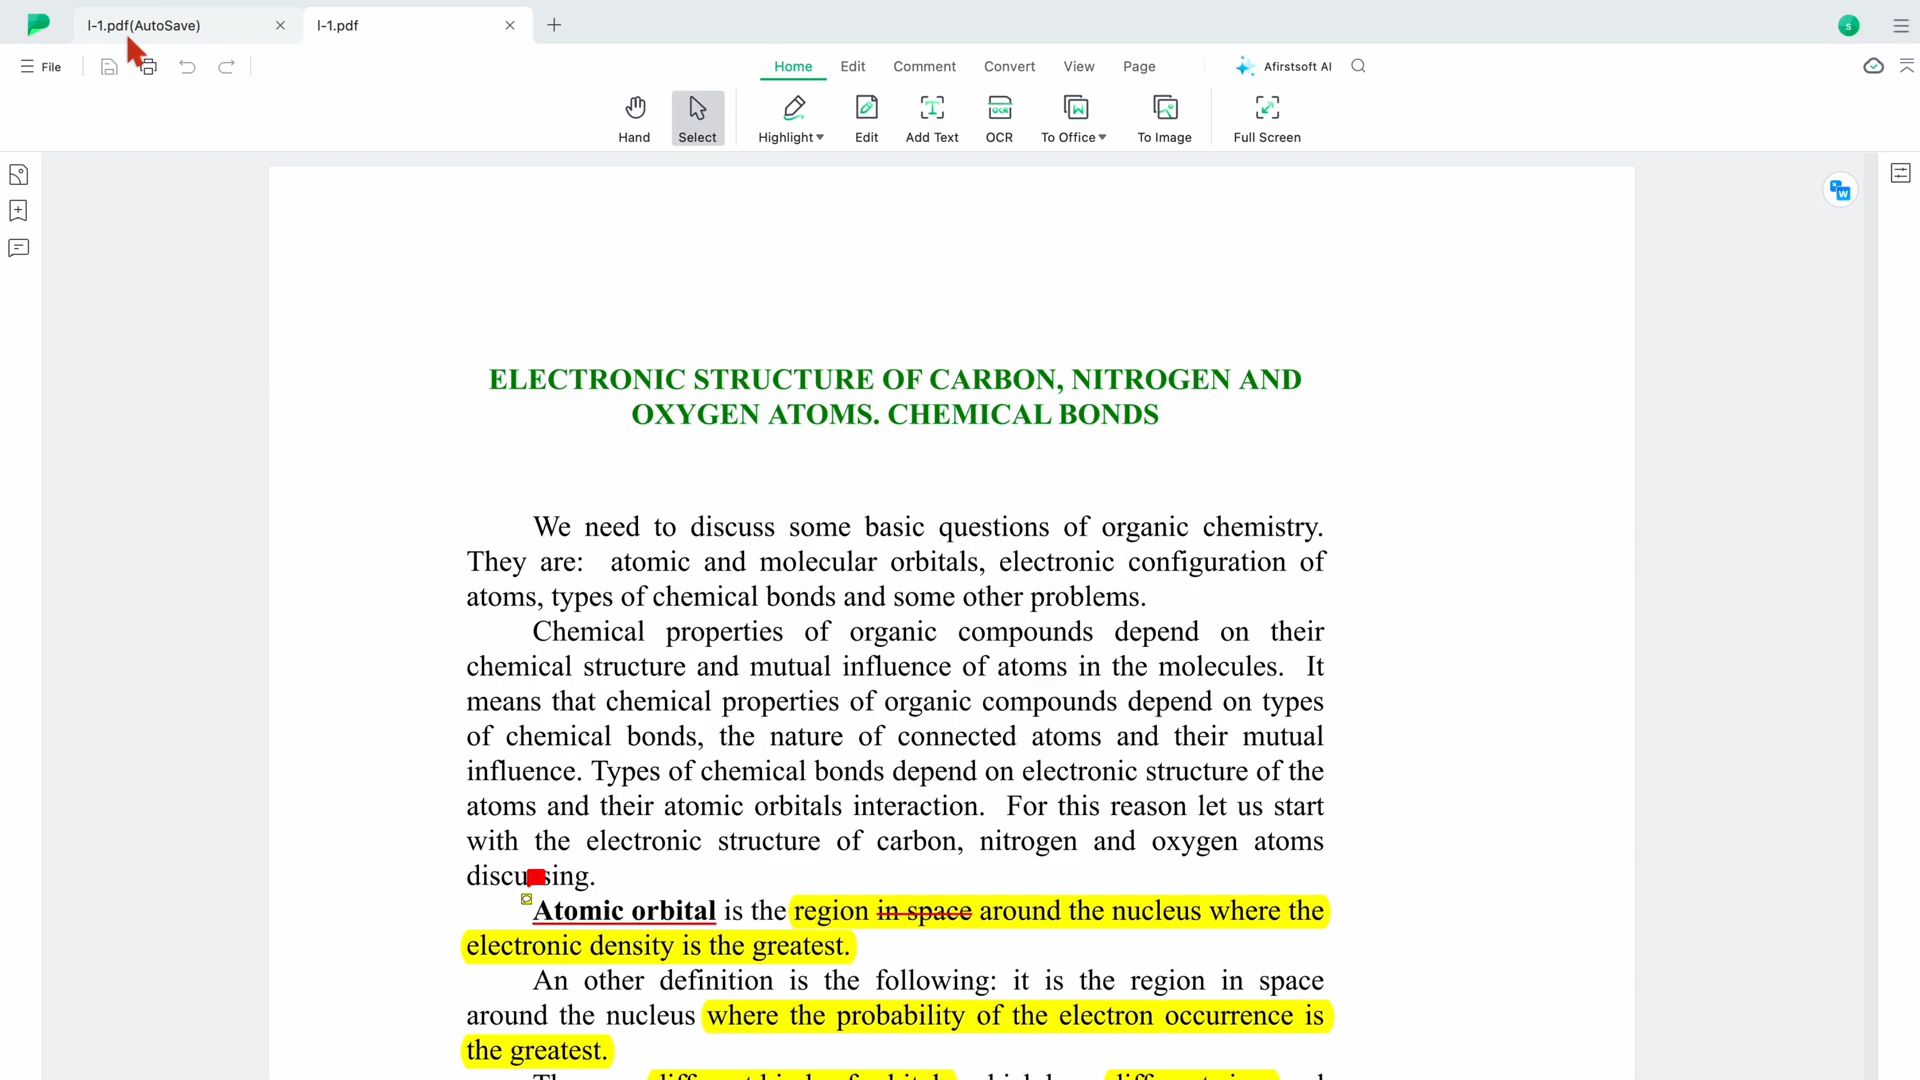 l-1.pdf(AutoSave)
l-1.pdf
s
File
Home
Edit
Comment
Convert
View
Page
Afirstsoft AI
Hand
Select
Highlight
Edit
Add Text
OCR
OCR
To Office
To Image
Full Screen
ELECTRONIC STRUCTURE OF CARBON, NITROGEN AND
OXYGEN ATOMS. CHEMICAL BONDS
We need to discuss some basic questions of organic chemistry.
They are: atomic and molecular orbitals, electronic configuration of
atoms, types of chemical bonds and some other problems.
Chemical properties of organic compounds depend on their
chemical structure and mutual influence of atoms in the molecules. It
means that chemical properties of organic compounds depend on types
of chemical bonds, the nature of connected atoms and their mutual
influence. Types of chemical bonds depend on electronic structure of the
atoms and their atomic orbitals interaction. For this reason let us start
with the electronic structure of carbon, nitrogen and oxygen atoms
Atomic orbital is the region in space around the nucleus where the
electronic density is the greatest.
An other definition is the following: it is the region in space
around the nucleus where the probability of the electron occurrence is
the greatest.